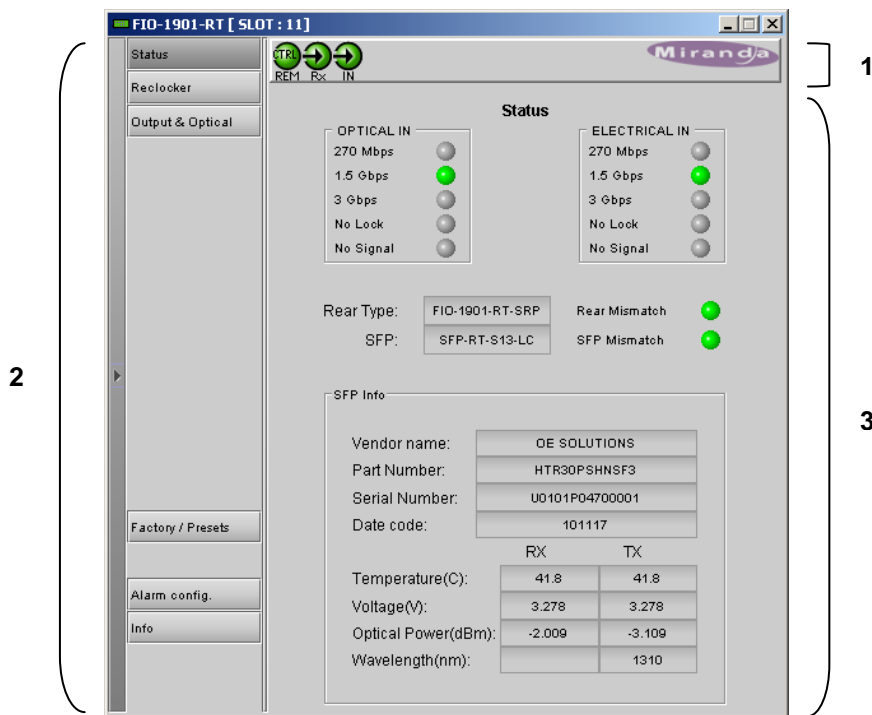 FIO-1901-RT [ SLOT : 11]
Status
Reclocker
Output & Optical
Factory / Presets
Alarm config.
Info
CTRL
REM Rx IN
Miranda
Status
OPTICAL IN
270 Mbps
1.5 Gbps
3 Gbps
No Lock
No Signal
ELECTRICAL IN
270 Mbps
1.5 Gbps
3 Gbps
No Lock
No Signal
Rear Type: FIO-1901-RT-SRP Rear Mismatch
SFP: SFP-RT-S13-LC SFP Mismatch
SFP Info
Vendor name: OE SOLUTIONS
Part Number: HTR30PSHNSF3
Serial Number: U0101P04700001
Date code: 101117
RX TX
Temperature(C): 41.8 41.8
Voltage(V): 3.278 3.278
Optical Power(dBm): -2.009 -3.109
Wavelength(nm): 1310
1
2
3